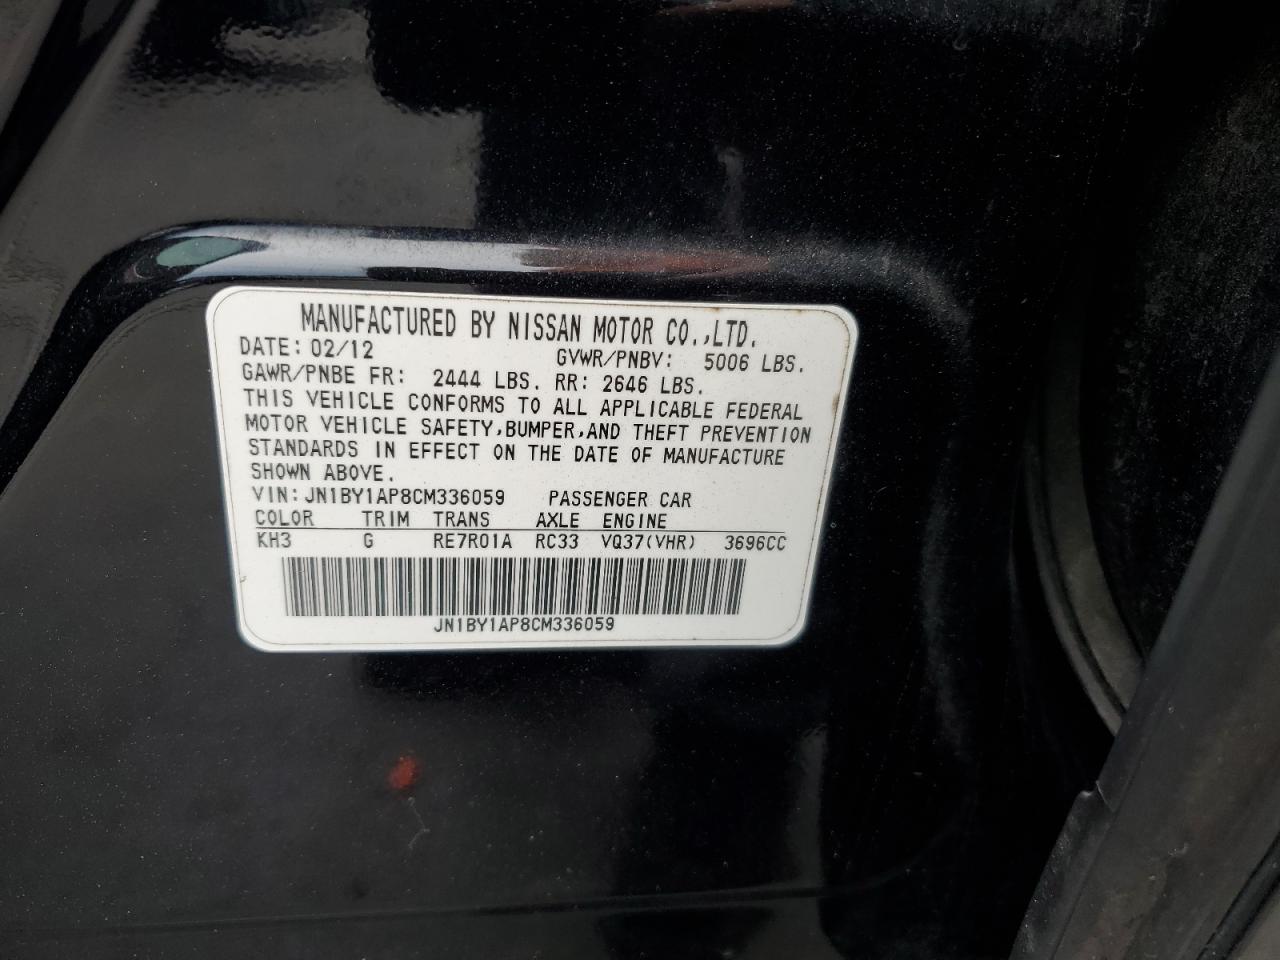 MANUFACTURED BY NISSAN MOTOR CO.,LTD.
DATE: 02/12 GVWR/PNBV: 5006 LBS.
GAWR/PNBE FR: 2444 LBS. RR: 2646 LBS.
THIS VEHICLE CONFORMS TO ALL APPLICABLE FEDERAL
MOTOR VEHICLE SAFETY,BUMPER,AND THEFT PREVENTION
STANDARDS IN EFFECT ON THE DATE OF MANUFACTURE
SHOWN ABOVE.
VIN: JN1BY1AP8CM336059 PASSENGER CAR
COLOR TRIM TRANS AXLE ENGINE
KH3 G RE7R01A RC33 VQ37(VHR) 3696CC
JN1BY1AP8CM336059